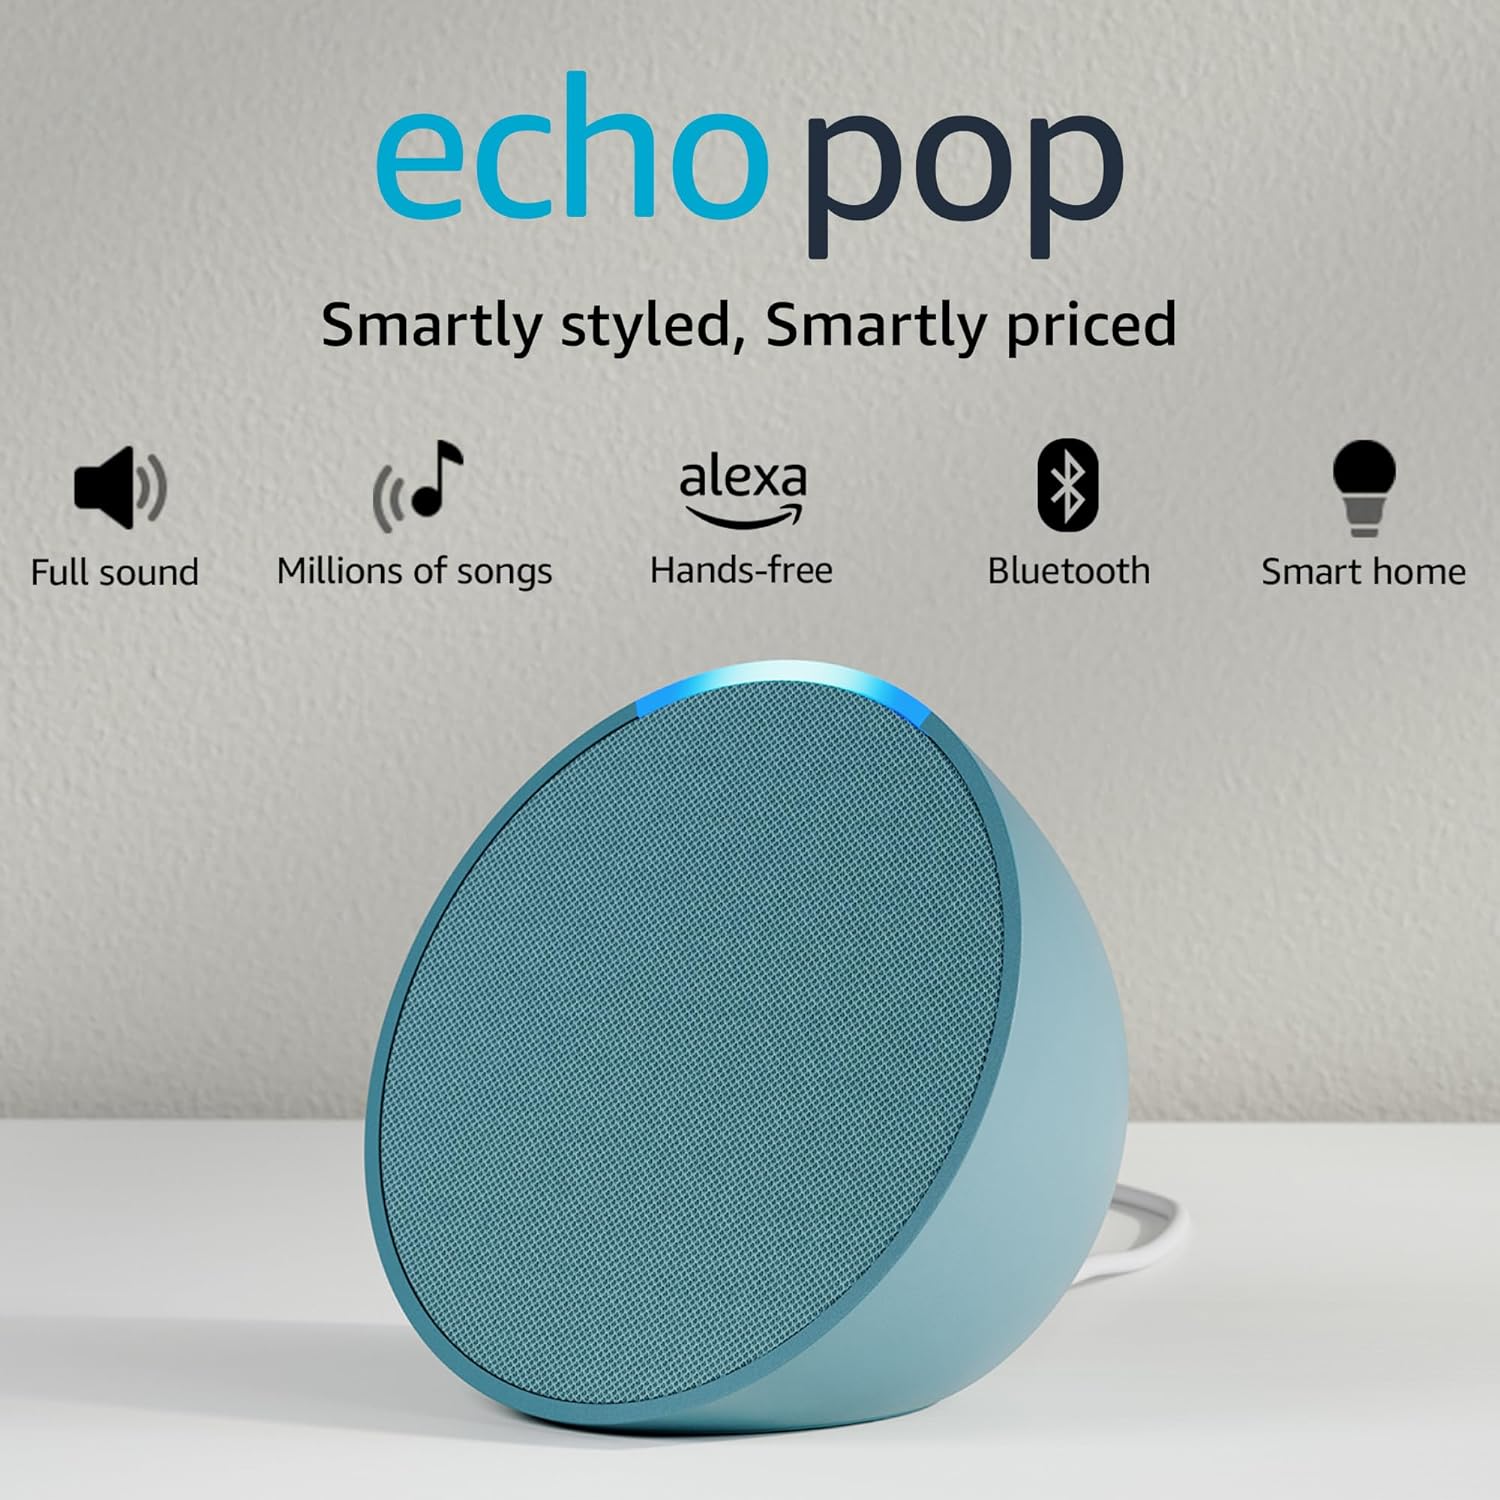 echo pop
Smartly styled, Smartly priced
alexa
Full sound
Millions of songs
Hands-free
Bluetooth
Smart home